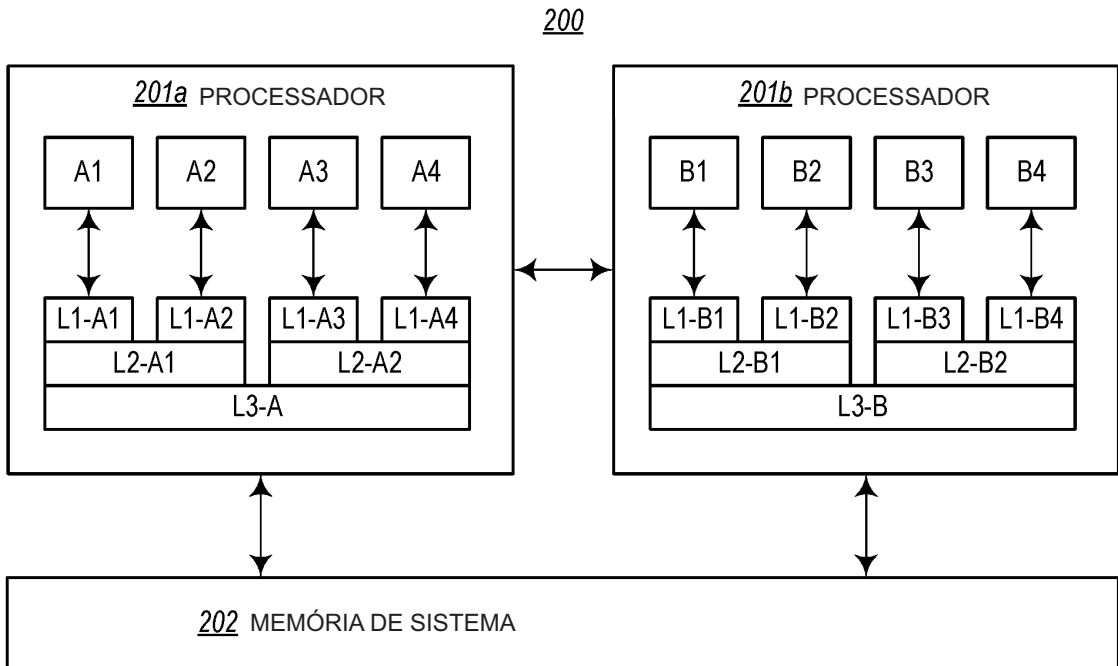 200
201a PROCESSADOR
A1 A2 A3 A4
L1-A1 L1-A2 L1-A3 L1-A4
L2-A1 L2-A2
L3-A
201b PROCESSADOR
B1 B2 B3 B4
L1-B1 L1-B2 L1-B3 L1-B4
L2-B1 L2-B2
L3-B
202 MEMÓRIA DE SISTEMA